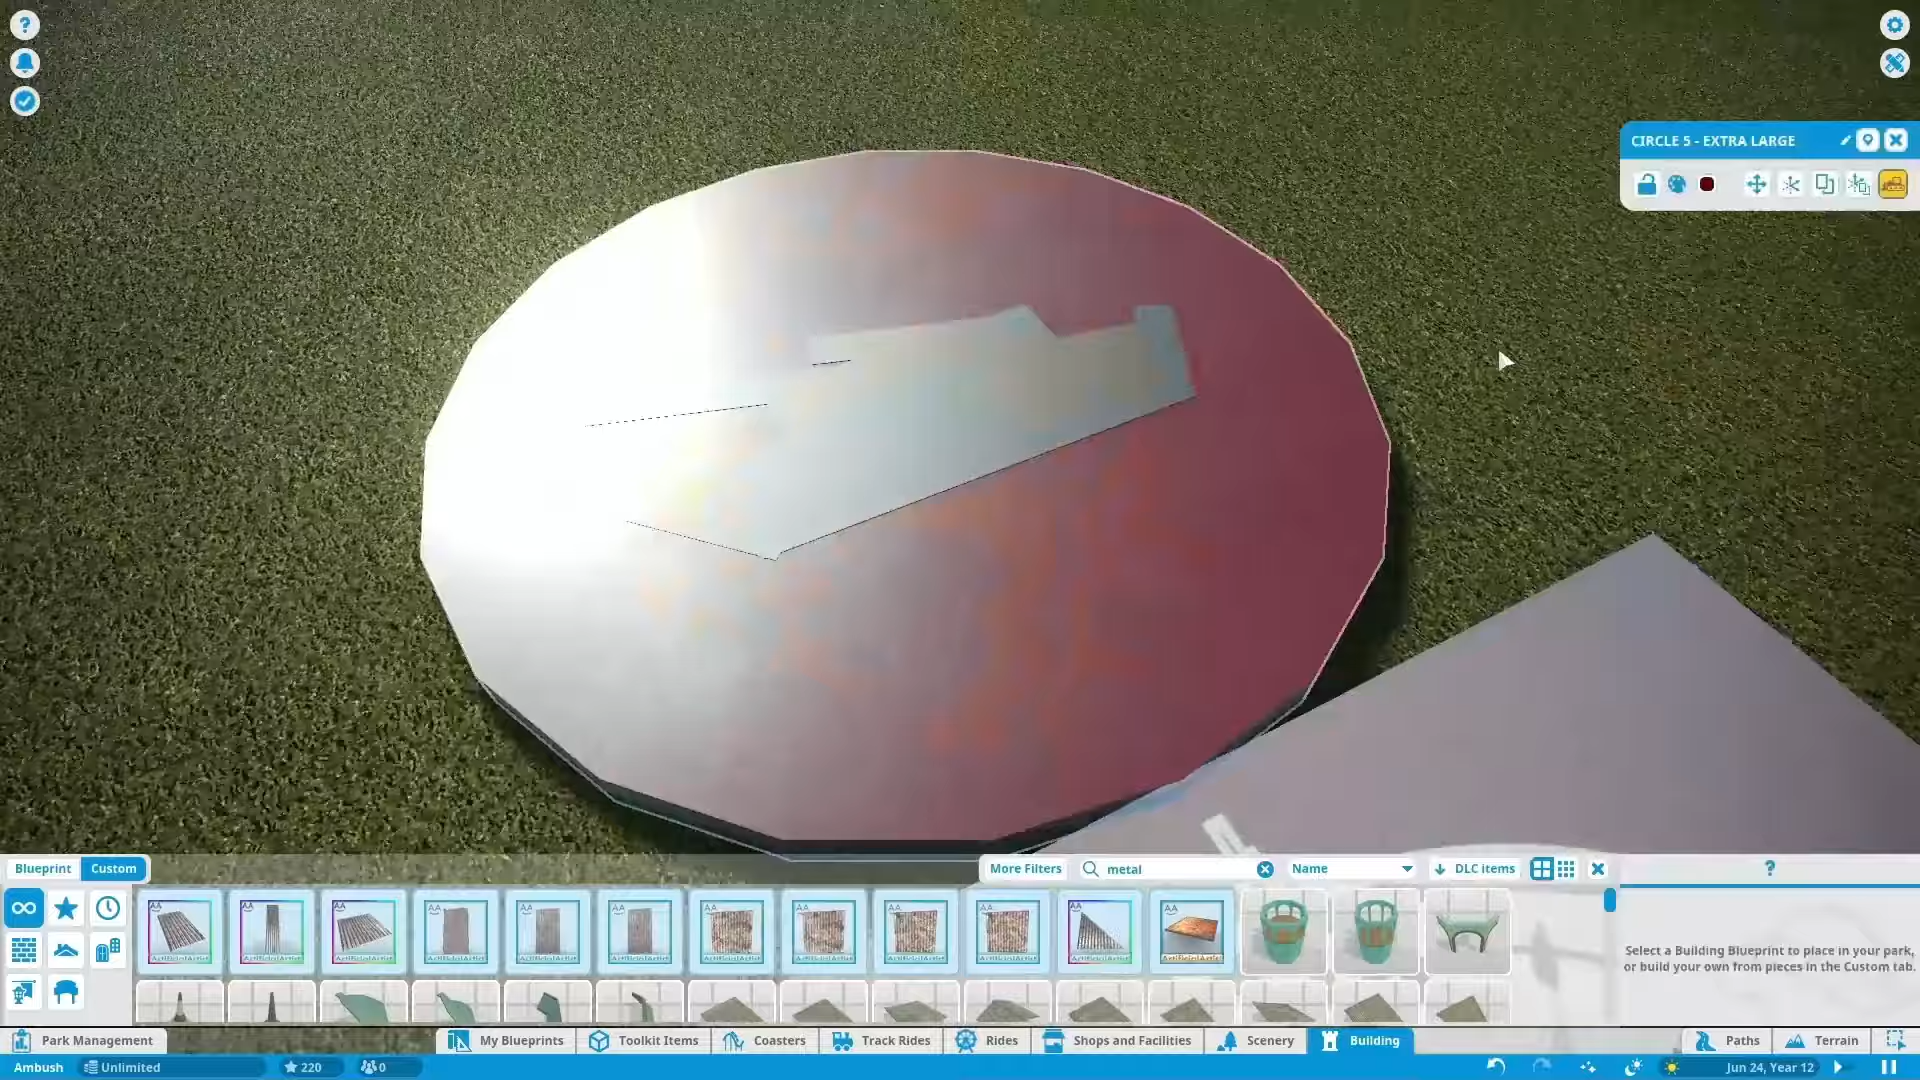 CIRCLE 5 - EXTRA LARGE
Blueprint
Custom
More Filters
metal
Name
DLC items
Select a Building Blueprint to place in your park,
or build your own from pieces in the Custom tab.
Park Management
My Blueprints
Toolkit Items
Coasters
Track Rides
Rides
Shops and Facilities
Scenery
Building
Paths
Terrain
Ambush
Unlimited
220
0
Jun 24, Year 12